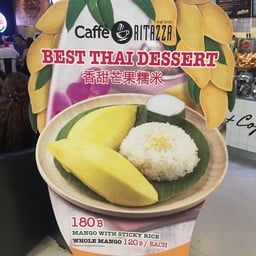 Caffè RITAZZA
BEST THAI DESSERT
香甜芒果糯米
180฿
MANGO WITH STICKY RICE
WHOLE MANGO 120฿/EACH